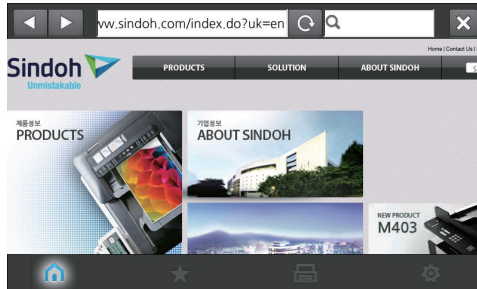 ww.sindoh.com/index.do?uk=en
Home | Contact Us |
Sindoh
Unmistakable
PRODUCTS SOLUTION ABOUT SINDOH
제품정보
PRODUCTS
기업정보
ABOUT SINDOH
NEW PRODUCT
M403